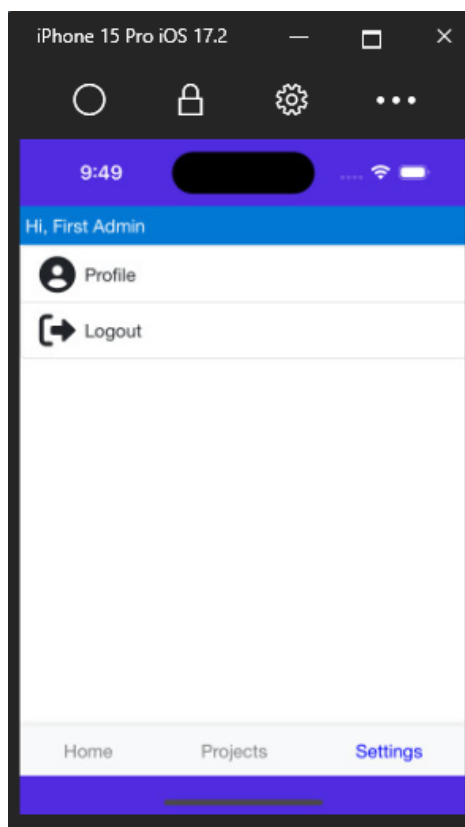 iPhone 15 Pro iOS 17.2
9:49
Hi, First Admin
Profile
Logout
Home Projects Settings